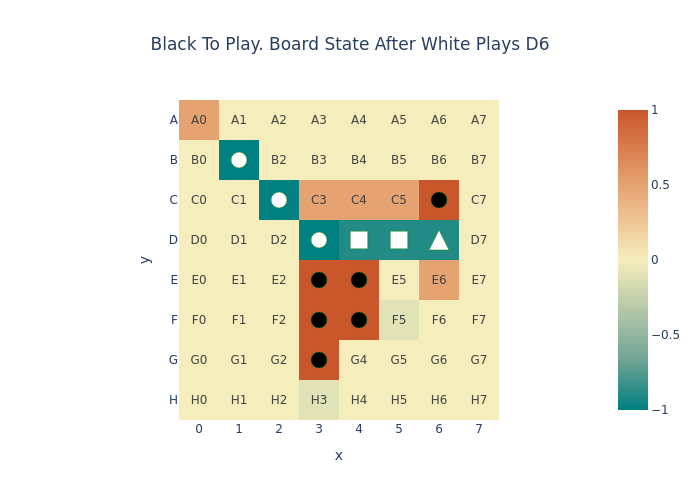 Black To Play. Board State After White Plays D6
A A0 A1 A2 A3 A4 A5 A6 A7
B B0 B2 B3 B4 B5 B6 B7
C C0 C1 C3 C4 C5 C7
D D0 D1 D2 D7
E E0 E1 E2 E5 E6 E7
F F0 F1 F2 F5 F6 F7
G G0 G1 G2 G4 G5 G6 G7
H H0 H1 H2 H3 H4 H5 H6 H7
0 1 2 3 4 5 6 7
x
y
1
0.5
0
−0.5
−1